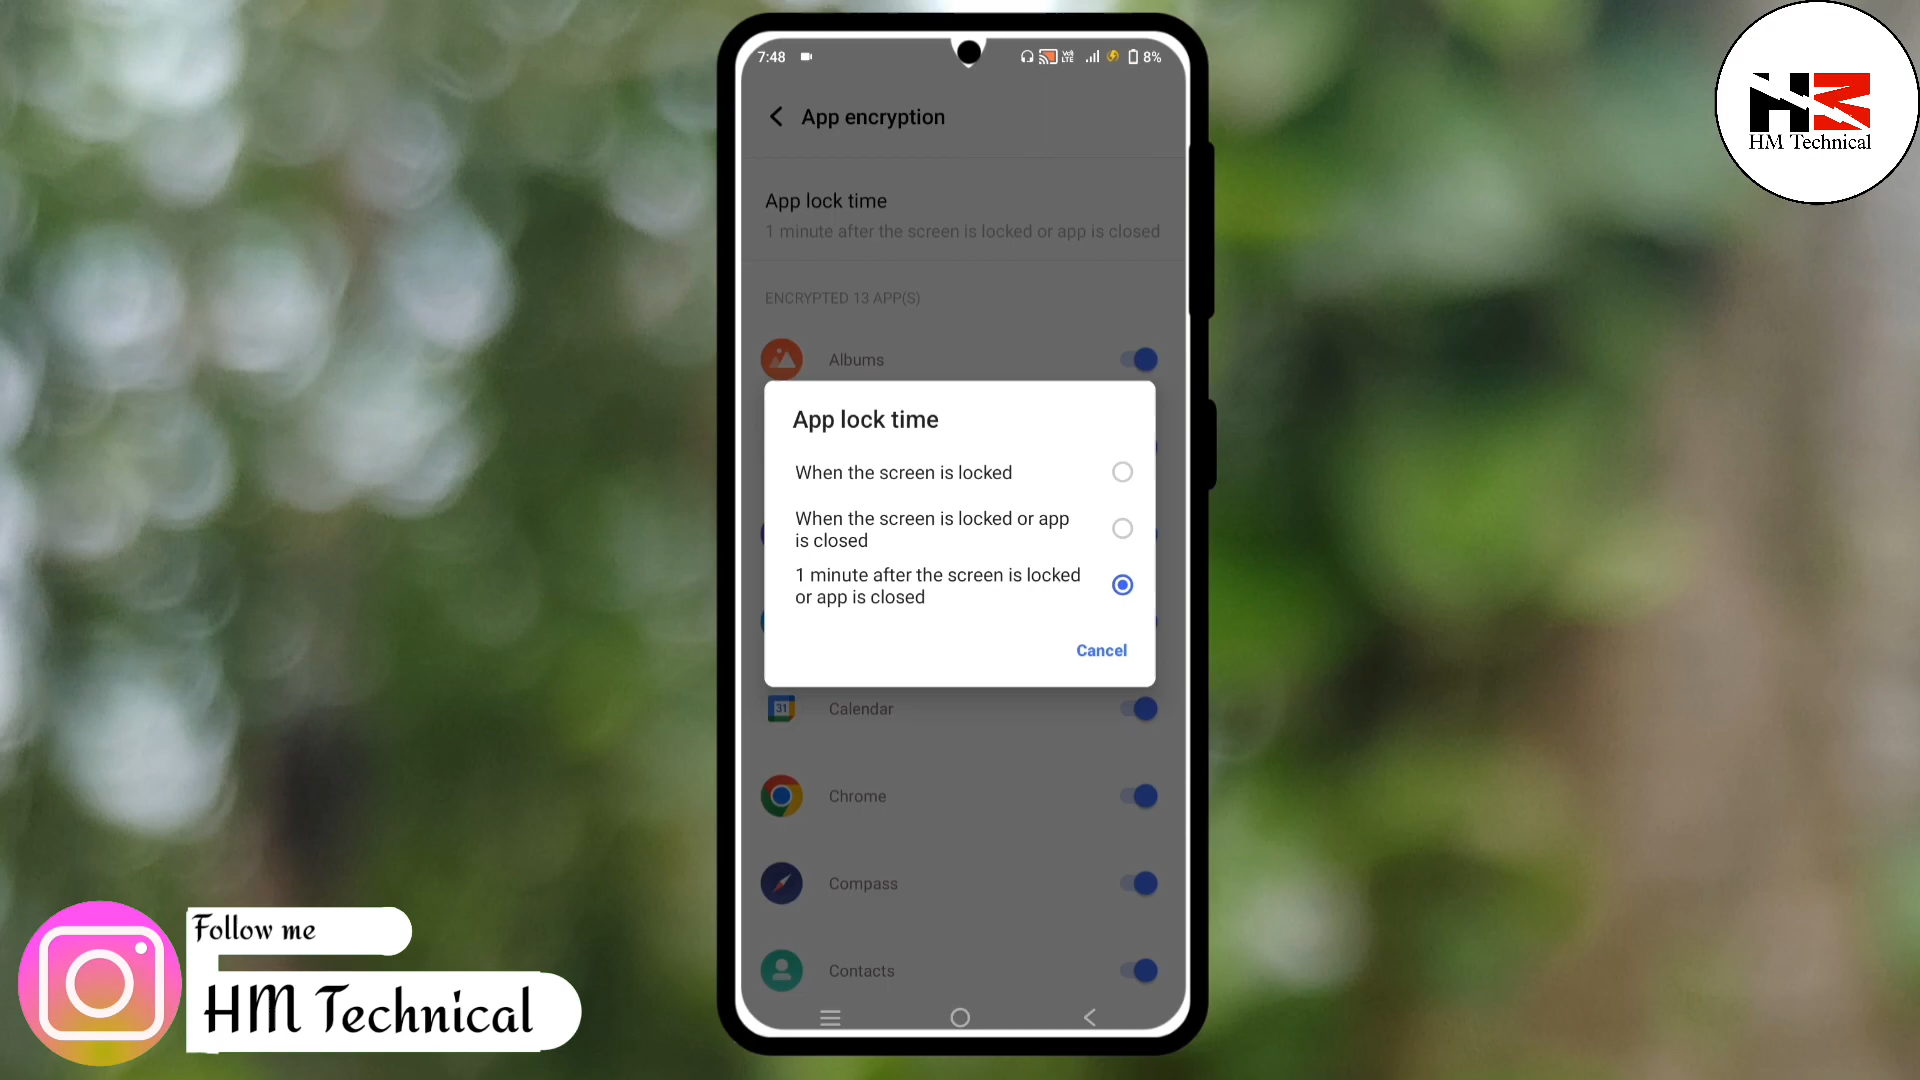 7:48
Vo)
LTE
8%
App encryption
App lock time
1 minute after the screen is locked or app is closed
ENCRYPTED 13 APP(S)
Albums
App lock time
When the screen is locked
When the screen is locked or app
is closed
1 minute after the screen is locked
or app is closed
Cancel
31
Calendar
Chrome
Compass
Contacts
HM
HM Technical
Follow me
HM Technical